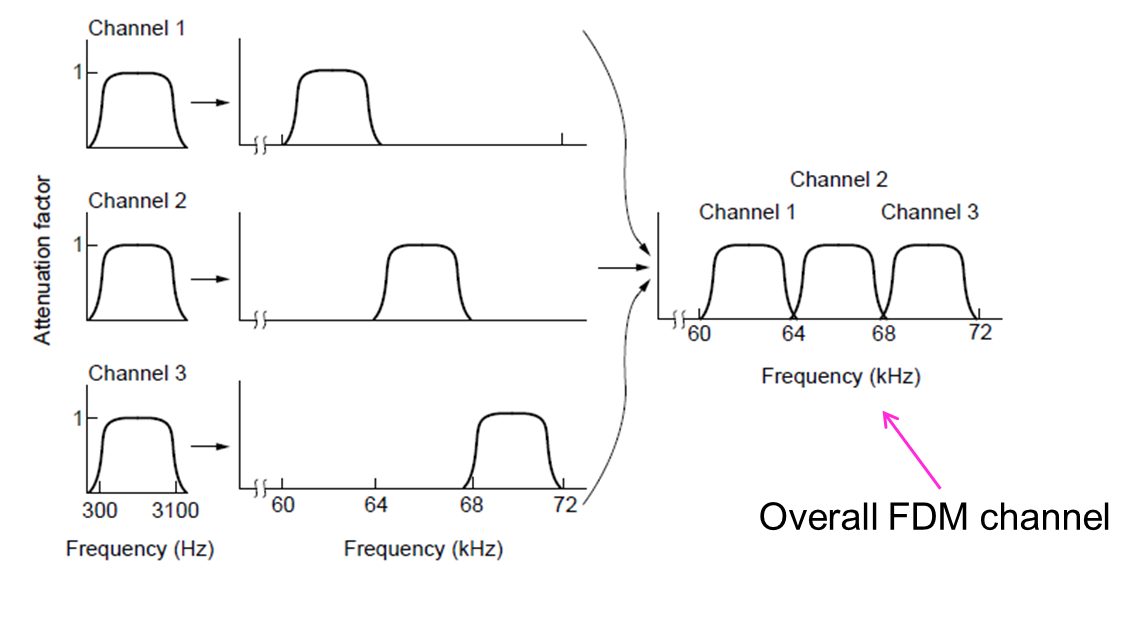 Channel 1
1
Channel 2
1
Attenuation factor
Channel 3
1
300 3100
Frequency (Hz)
60 64 68 72
Frequency (kHz)
Channel 2
Channel 1 Channel 3
60 64 68 72
Frequency (kHz)
Overall FDM channel